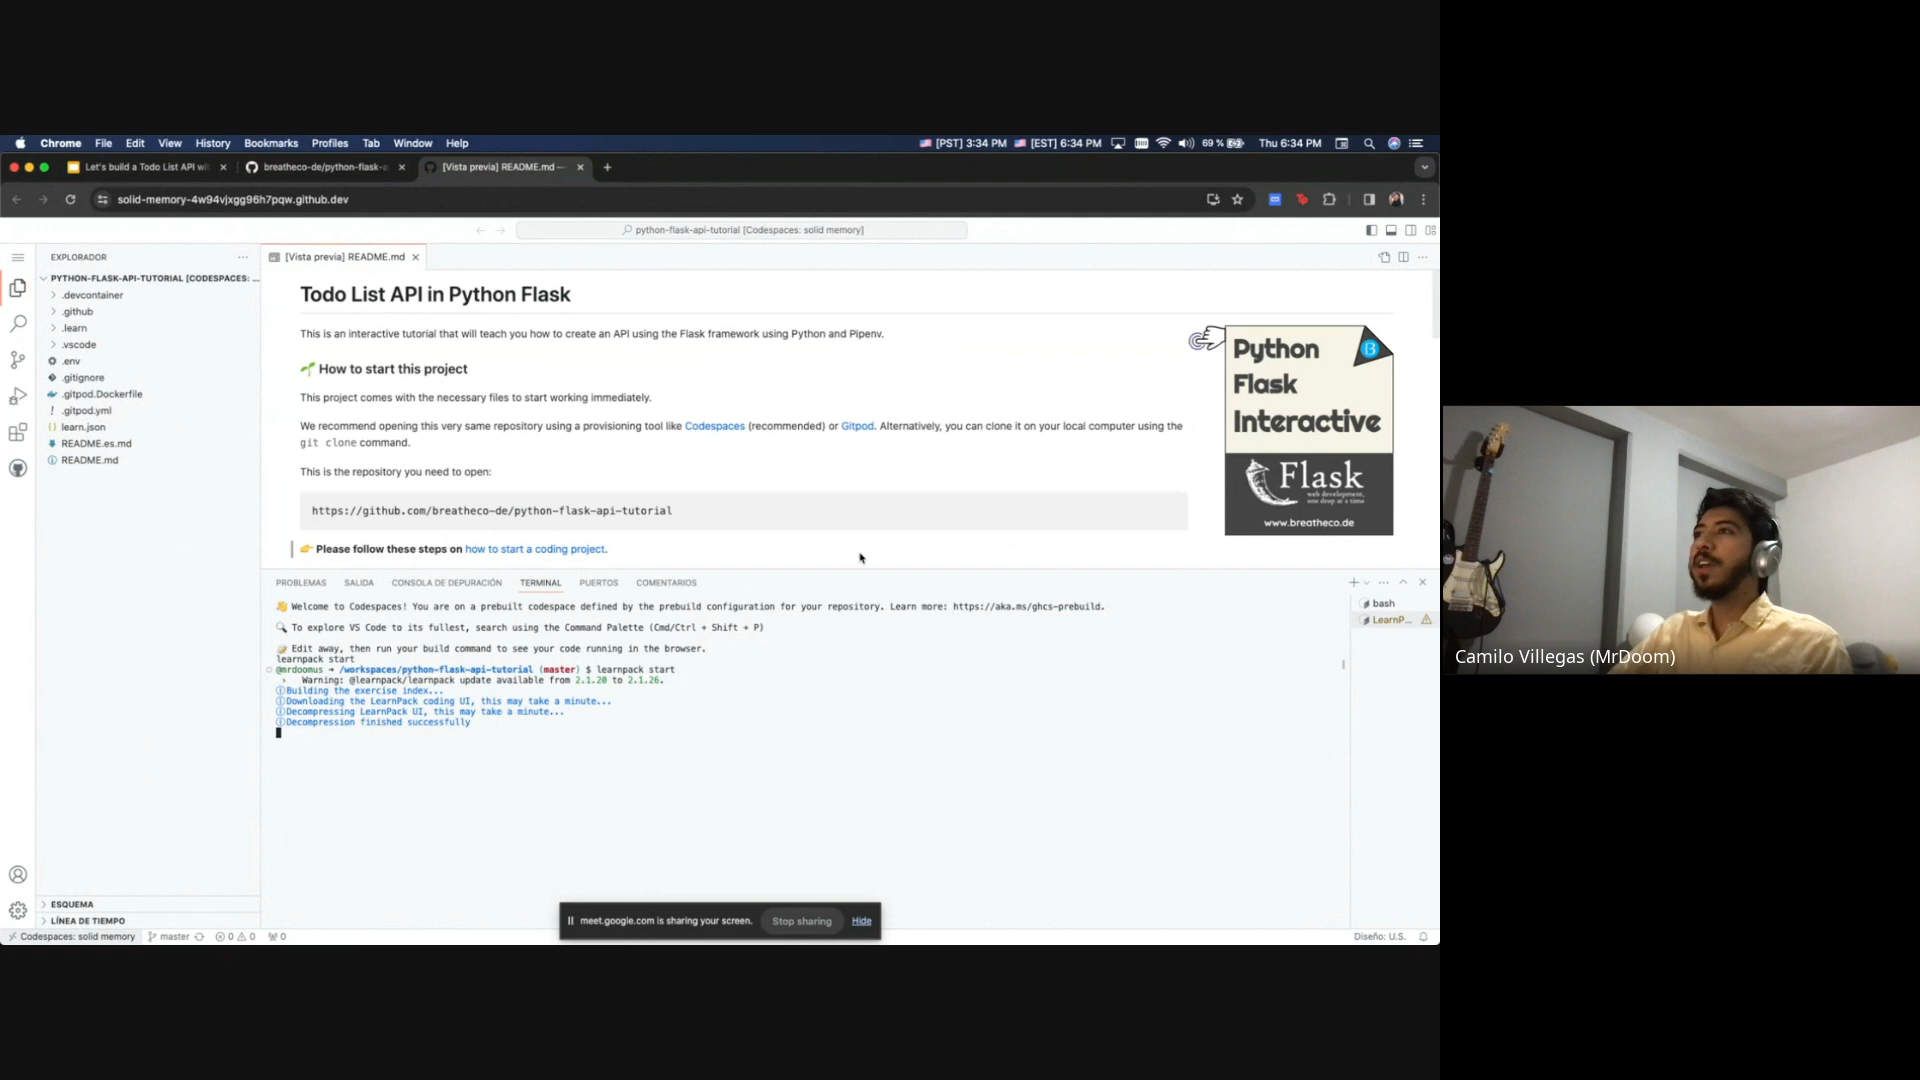 Chrome File Edit View History Bookmarks Profiles Tab Window Help
[PST] 3:34 PM [EST] 6:34 PM 69 % Thu 6:34 PM
Let's build a Todo List API wi
breatheco-de/python-flask-a
[Vista previa] README.md —
solid-memory-4w94vjxgg96h7pqw.github.dev
python-flask-api-tutorial [Codespaces: solid memory]
EXPLORADOR
PYTHON-FLASK-API-TUTORIAL [CODESPACES: ...
.devcontainer
.github
.learn
.vscode
.env
.gitignore
.gitpod.Dockerfile
.gitpod.yml
learn.json
README.es.md
README.md
ESQUEMA
LÍNEA DE TIEMPO
[Vista previa] README.md
Todo List API in Python Flask
This is an interactive tutorial that will teach you how to create an API using the Flask framework using Python and Pipenv.
How to start this project
This project comes with the necessary files to start working immediately.
We recommend opening this very same repository using a provisioning tool like Codespaces (recommended) or Gitpod. Alternatively, you can clone it on your local computer using the
git clone command.
This is the repository you need to open:
https://github.com/breatheco-de/python-flask-api-tutorial
Please follow these steps on how to start a coding project.
Python
Flask
Interactive
Flask
web development,
one drop at a time
www.breatheco.de
PROBLEMAS SALIDA CONSOLA DE DEPURACIÓN TERMINAL PUERTOS COMENTARIOS
Welcome to Codespaces! You are on a prebuilt codespace defined by the prebuild configuration for your repository. Learn more: https://aka.ms/ghcs-prebuild.
To explore VS Code to its fullest, search using the Command Palette (Cmd/Ctrl + Shift + P)
Edit away, then run your build command to see your code running in the browser.
learnpack start
@mrdoomus → /workspaces/python-flask-api-tutorial (master) $ learnpack start
› Warning: @learnpack/learnpack update available from 2.1.20 to 2.1.26.
Building the exercise index...
Downloading the LearnPack coding UI, this may take a minute...
Decompressing LearnPack UI, this may take a minute...
Decompression finished successfully
bash
LearnP...
meet.google.com is sharing your screen. Stop sharing Hide
Codespaces: solid memory master 0 0 0 Diseño: U.S.
Camilo Villegas (MrDoom)